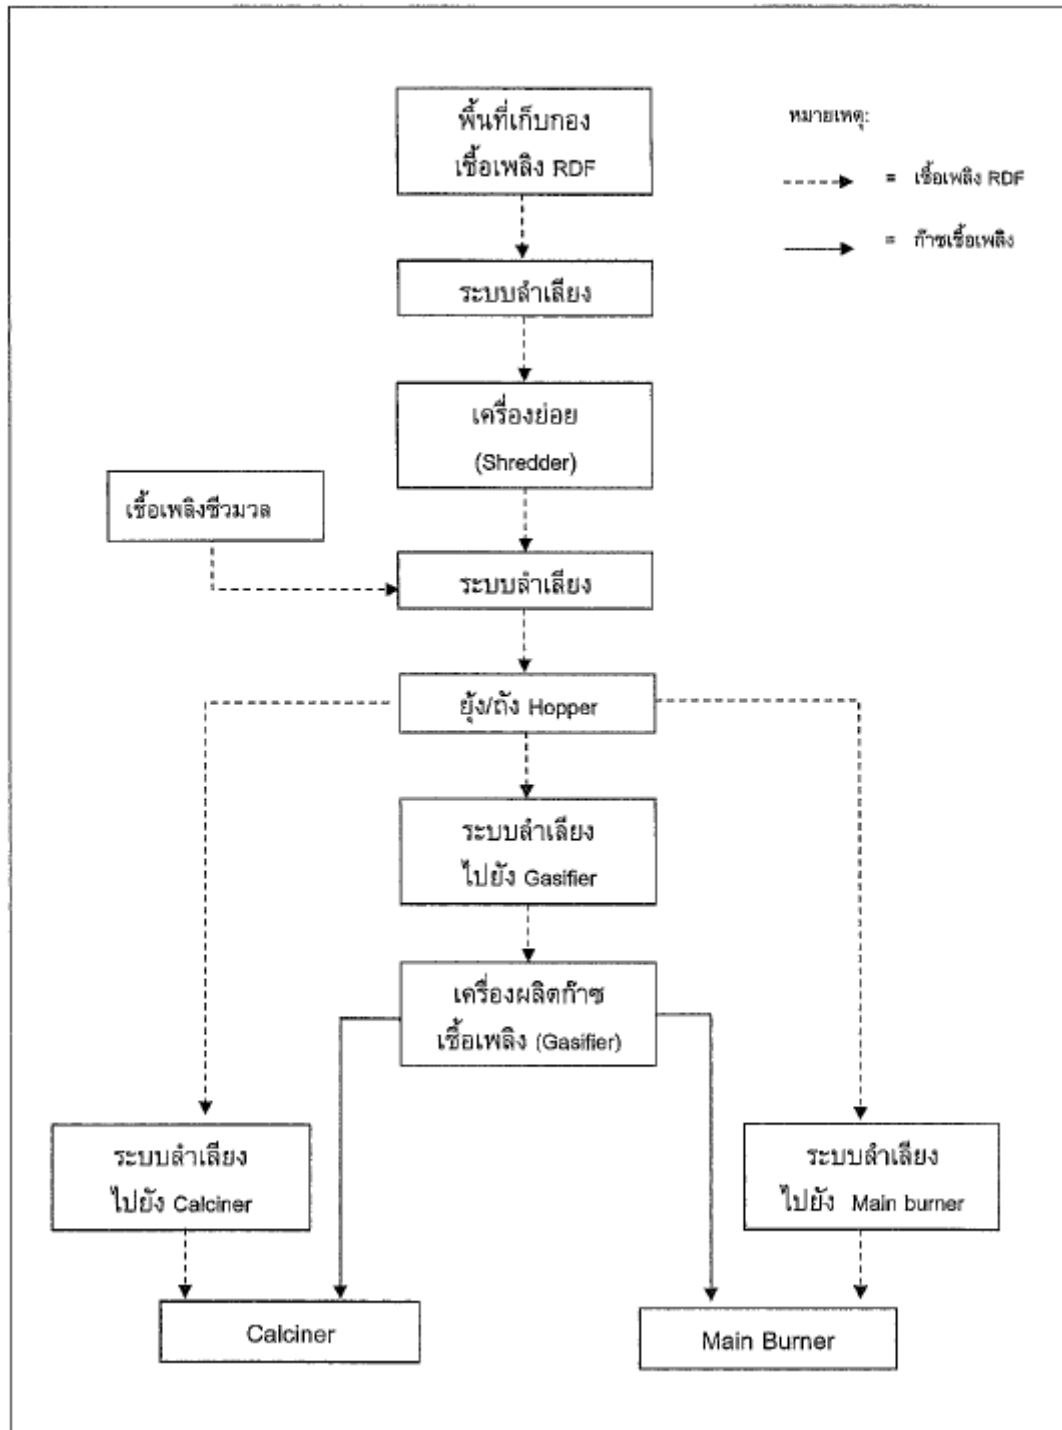 พื้นที่เก็บกอง
เชื้อเพลิง RDF
หมายเหตุ:
= เชื้อเพลิง RDF
= ก๊าซเชื้อเพลิง
ระบบลำเลียง
เครื่องย่อย
(Shredder)
เชื้อเพลิงชีวมวล
ระบบลำเลียง
ยุ้ง/ถัง Hopper
ระบบลำเลียง
ไปยัง Gasifier
เครื่องผลิตก๊าซ
เชื้อเพลิง (Gasifier)
ระบบลำเลียง
ไปยัง Calciner
ระบบลำเลียง
ไปยัง Main burner
Calciner
Main Burner